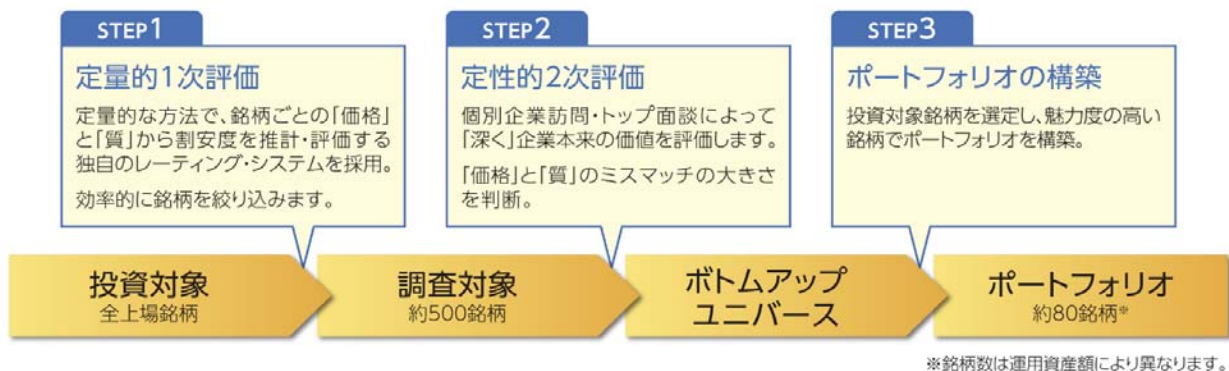 STEP1
定量的1次評価
定量的な方法で、銘柄ごとの「価格」
と「質」から割安度を推計・評価する
独自のレーティング・システムを採用。
効率的に銘柄を絞り込みます。
STEP2
定性的2次評価
個別企業訪問・トップ面談によって
「深く」企業本来の価値を評価します。
「価格」と「質」のミスマッチの大きさ
を判断。
STEP3
ポートフォリオの構築
投資対象銘柄を選定し、魅力度の高い
銘柄でポートフォリオを構築。
投資対象
全上場銘柄
調査対象
約500銘柄
ボトムアップ
ユニバース
ポートフォリオ
約80銘柄※
※銘柄数は運用資産額により異なります。